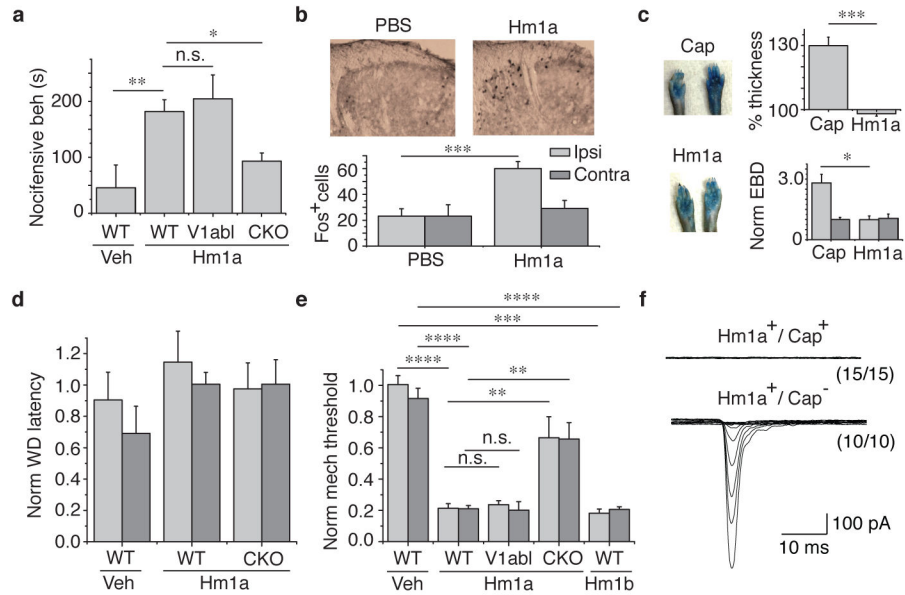 a
Nocifensive beh (s)
200
100
0
**
n.s.
*
WT WT V1abl CKO
Veh Hm1a
b
PBS Hm1a
Fos+cells
60
40
20
0
***
Ipsi
Contra
PBS Hm1a
c
Cap
% thickness
130
100
***
Cap Hm1a
Hm1a
Norm EBD
3.0
0
*
Cap Hm1a
d
Norm WD latency
1.2
1.0
0.8
0.6
0.4
0.2
0.0
WT WT CKO
Veh Hm1a
e
Norm mech threshold
1.0
0.8
0.6
0.4
0.2
0.0
****
***
****
****
**
**
n.s.
n.s.
WT WT V1abl CKO WT
Veh Hm1a Hm1b
f
Hm1a+/ Cap+
(15/15)
Hm1a+/ Cap-
(10/10)
100 pA
10 ms